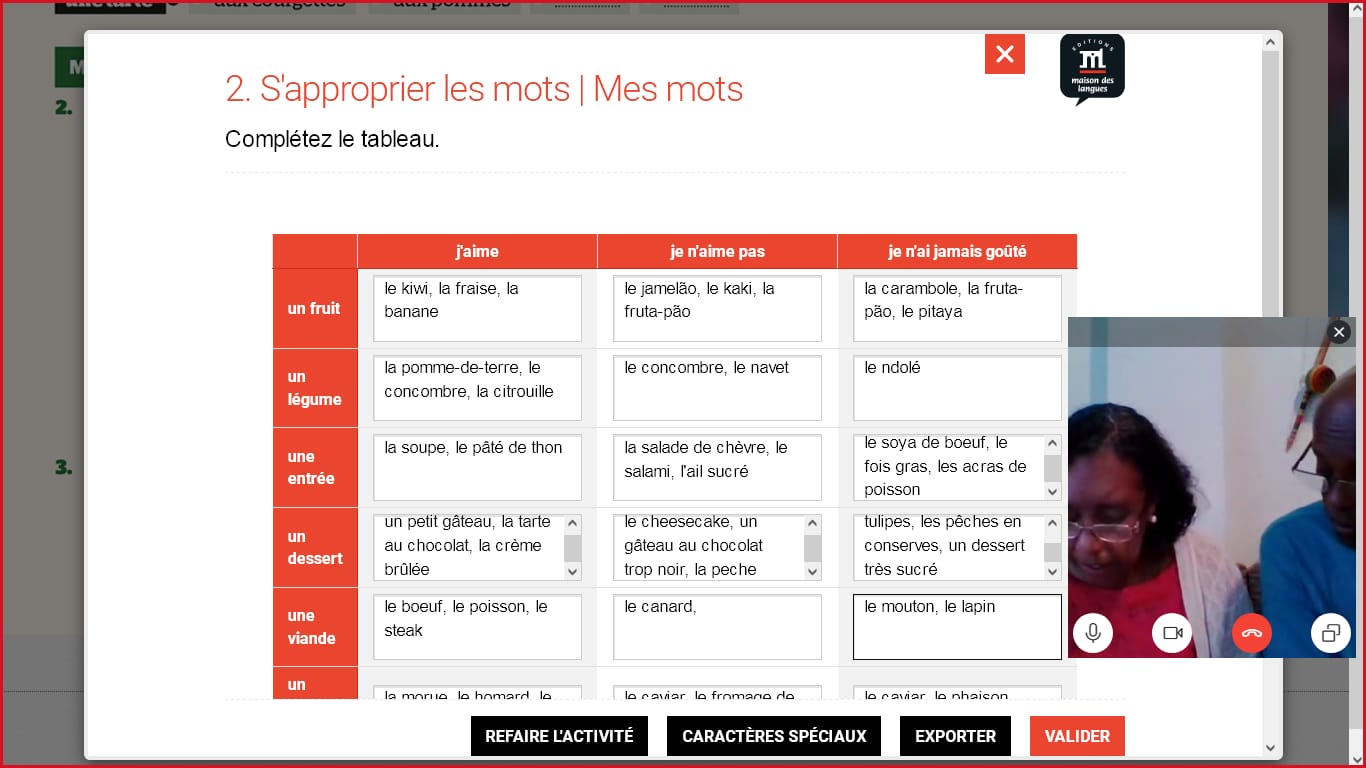 une tarte aux courgettes aux pommes
M
2.
3.
EDITIONS
maison des
langues
2. S'approprier les mots | Mes mots
Complétez le tableau.
j'aime
je n'aime pas
je n'ai jamais goûté
un fruit
le kiwi, la fraise, la
banane
le jamelão, le kaki, la
fruta-pão
la carambole, la fruta-
pão, le pitaya
un
légume
la pomme-de-terre, le
concombre, la citrouille
le concombre, le navet
le ndolé
une
entrée
la soupe, le pâté de thon
la salade de chèvre, le
salami, l'ail sucré
le soya de boeuf, le
fois gras, les acras de
poisson
un
dessert
un petit gâteau, la tarte
au chocolat, la crème
brûlée
le cheesecake, un
gâteau au chocolat
trop noir, la peche
tulipes, les pêches en
conserves, un dessert
très sucré
une
viande
le boeuf, le poisson, le
steak
le canard,
le mouton, le lapin
un
la morue, le homard, le
le caviar, le fromage de
le caviar, le phaison
REFAIRE L'ACTIVITÉ
CARACTÈRES SPÉCIAUX
EXPORTER
VALIDER